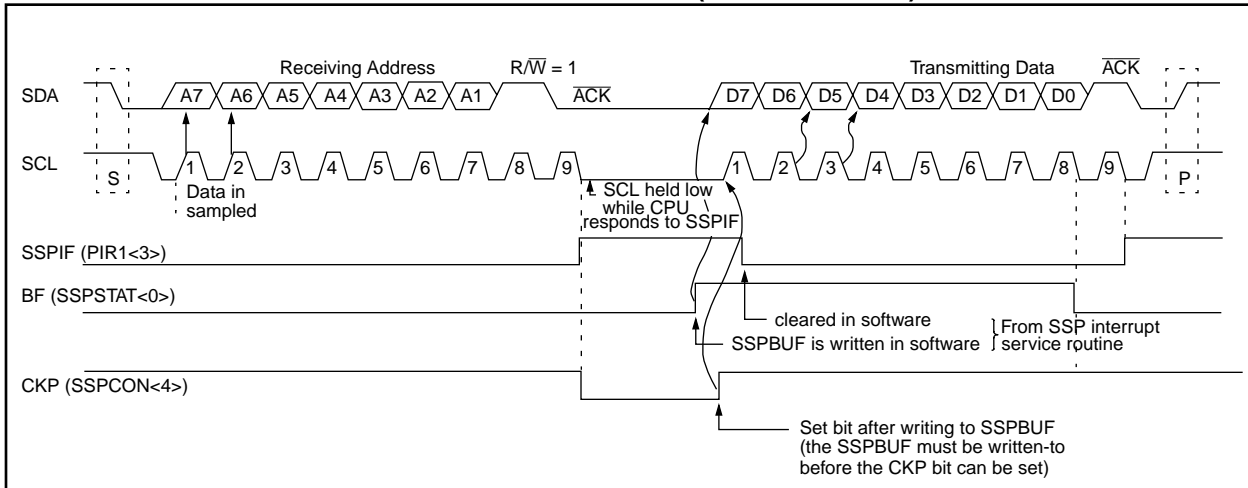 Receiving Address R/W̅ = 1 Transmitting Data A̅C̅K̅
SDA A7 A6 A5 A4 A3 A2 A1 A̅C̅K̅ D7 D6 D5 D4 D3 D2 D1 D0
SCL S 1 2 3 4 5 6 7 8 9 1 2 3 4 5 6 7 8 9 P
Data in
sampled
SCL held low
while CPU
responds to SSPIF
SSPIF (PIR1<3>)
BF (SSPSTAT<0>)
cleared in software
SSPBUF is written in software
From SSP interrupt
service routine
CKP (SSPCON<4>)
Set bit after writing to SSPBUF
(the SSPBUF must be written-to
before the CKP bit can be set)